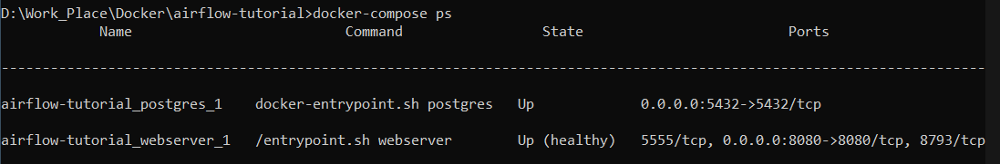 D:\Work_Place\Docker\airflow-tutorial>docker-compose ps
Name Command State Ports
---------------------------------------------------------------------------------------------------------------
airflow-tutorial_postgres_1 docker-entrypoint.sh postgres Up 0.0.0.0:5432->5432/tcp
airflow-tutorial_webserver_1 /entrypoint.sh webserver Up (healthy) 5555/tcp, 0.0.0.0:8080->8080/tcp, 8793/tcp